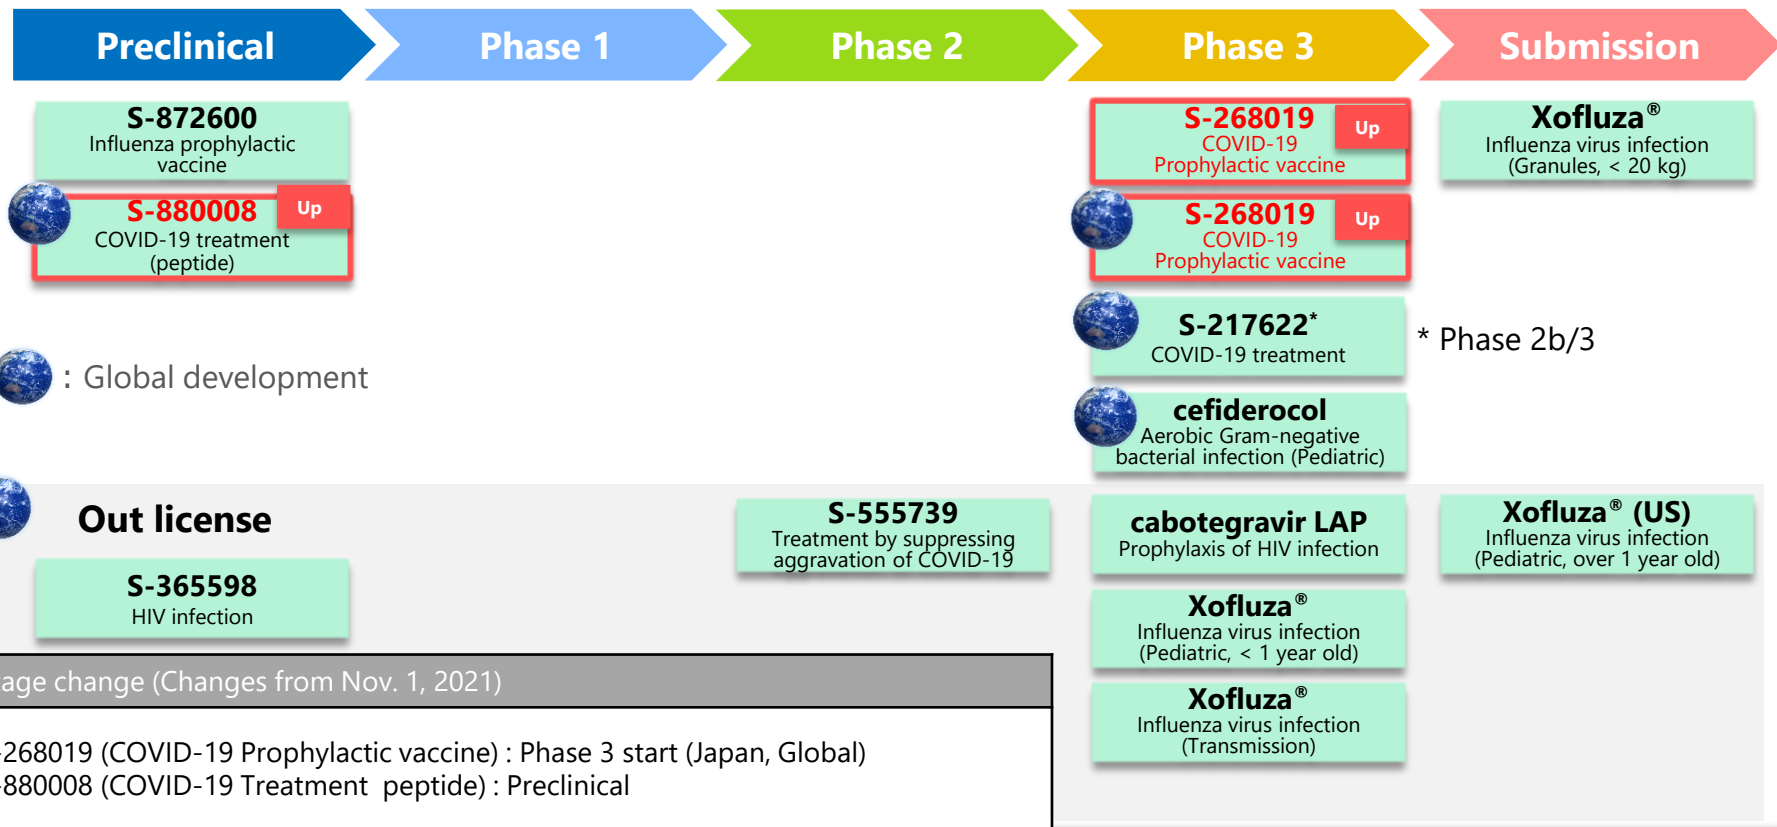 Preclinical
Phase 1
Phase 2
Phase 3
Submission
S-872600
Influenza prophylactic
vaccine
S-880008
Up
COVID-19 treatment
(peptide)
: Global development
S-268019
Up
COVID-19
Prophylactic vaccine
S-268019
Up
COVID-19
Prophylactic vaccine
S-217622*
COVID-19 treatment
* Phase 2b/3
cefiderocol
Aerobic Gram-negative
bacterial infection (Pediatric)
Xofluza®
Influenza virus infection
(Granules, < 20 kg)
Out license
S-365598
HIV infection
S-555739
Treatment by suppressing
aggravation of COVID-19
cabotegravir LAP
Prophylaxis of HIV infection
Xofluza®
Influenza virus infection
(Pediatric, < 1 year old)
Xofluza®
Influenza virus infection
(Transmission)
Xofluza® (US)
Influenza virus infection
(Pediatric, over 1 year old)
age change (Changes from Nov. 1, 2021)
-268019 (COVID-19 Prophylactic vaccine) : Phase 3 start (Japan, Global)
-880008 (COVID-19 Treatment peptide) : Preclinical